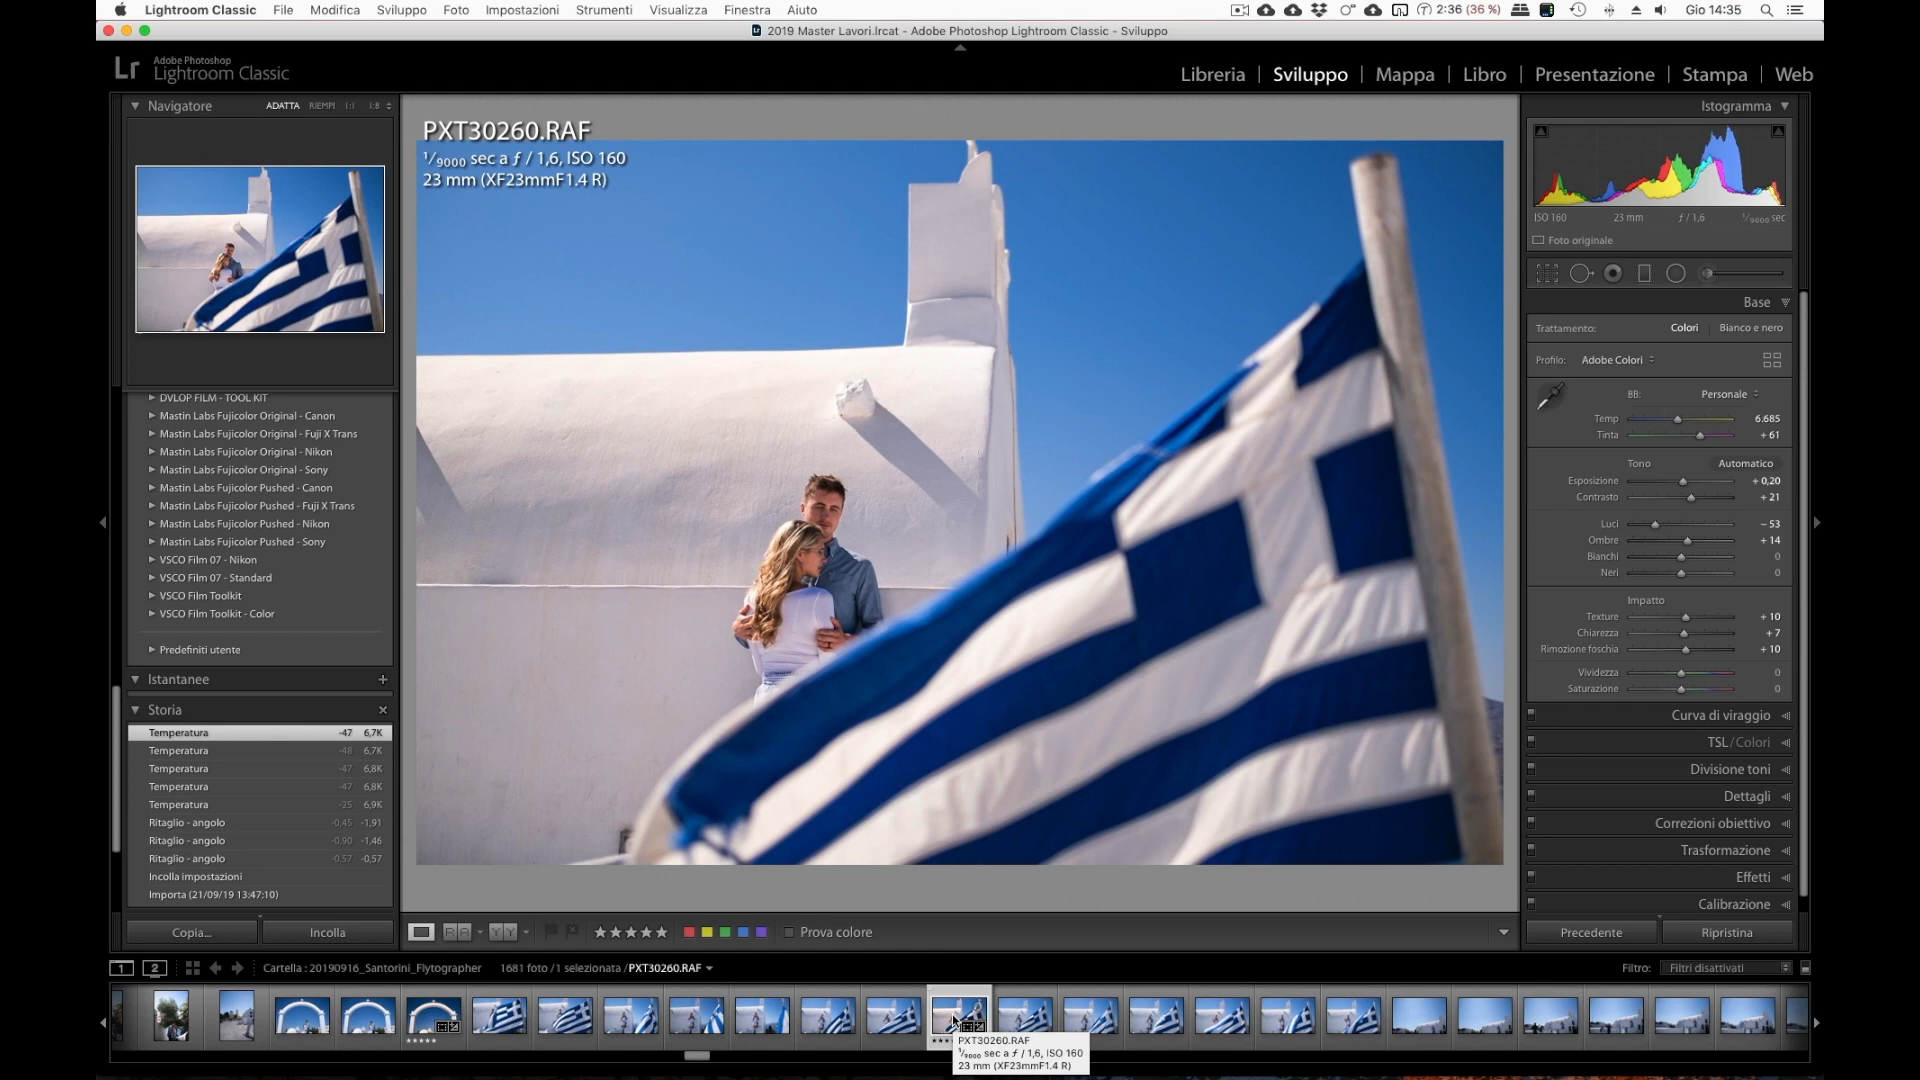 Lightroom Classic File Modifica Sviluppo Foto Impostazioni Strumenti Visualizza Finestra Aiuto 2:36 (36 %) Gio 14:35
2019 Master Lavori.lrcat - Adobe Photoshop Lightroom Classic - Sviluppo
Lr Adobe Photoshop
Lightroom Classic
Libreria | Sviluppo | Mappa | Libro | Presentazione | Stampa | Web
Navigatore ADATTA RIEMPI 1:1 1:8
DVLOP FILM - TOOL KIT
Mastin Labs Fujicolor Original - Canon
Mastin Labs Fujicolor Original - Fuji X Trans
Mastin Labs Fujicolor Original - Nikon
Mastin Labs Fujicolor Original - Sony
Mastin Labs Fujicolor Pushed - Canon
Mastin Labs Fujicolor Pushed - Fuji X Trans
Mastin Labs Fujicolor Pushed - Nikon
Mastin Labs Fujicolor Pushed - Sony
VSCO Film 07 - Nikon
VSCO Film 07 - Standard
VSCO Film Toolkit
VSCO Film Toolkit - Color
Predefiniti utente
Istantanee +
Storia
Temperatura -47 6,7K
Temperatura -48 6,7K
Temperatura -47 6,8K
Temperatura -47 6,8K
Temperatura -25 6,9K
Ritaglio - angolo -0,45 -1,91
Ritaglio - angolo -0,90 -1,46
Ritaglio - angolo -0,57 -0,57
Incolla impostazioni
Importa (21/09/19 13:47:10)
Copia... Incolla
PXT30260.RAF
1/9000 sec a ƒ / 1,6, ISO 160
23 mm (XF23mmF1.4 R)
Istogramma
ISO 160 23 mm ƒ / 1,6 1/9000 sec
Foto originale
Base
Trattamento: Colori | Bianco e nero
Profilo: Adobe Colori
BB: Personale
Temp 6.685
Tinta + 61
Tono Automatico
Esposizione + 0,20
Contrasto + 21
Luci − 53
Ombre + 14
Bianchi 0
Neri 0
Impatto
Texture + 10
Chiarezza + 7
Rimozione foschia + 10
Vividezza 0
Saturazione 0
Curva di viraggio
TSL / Colori
Divisione toni
Dettagli
Correzioni obiettivo
Trasformazione
Effetti
Calibrazione
Precedente Ripristina
R A Y Y Prova colore
1 2 Cartella : 20190916_Santorini_Flytographer 1681 foto /1 selezionata /PXT30260.RAF Filtro: Filtri disattivati
PXT30260.RAF
1/9000 sec a ƒ / 1,6, ISO 160
23 mm (XF23mmF1.4 R)